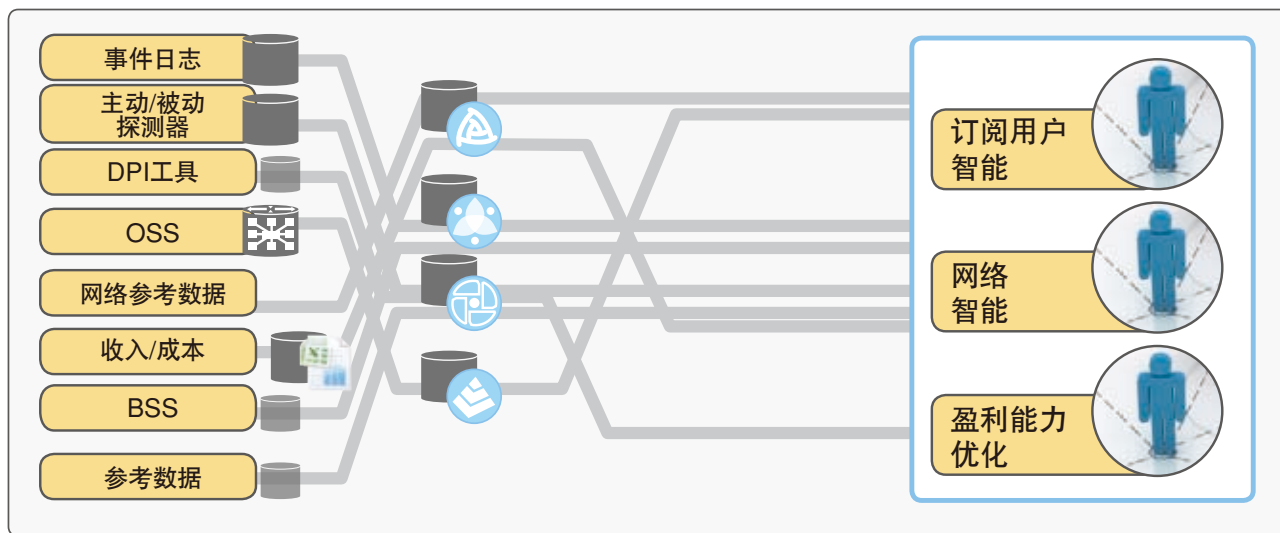 事件日志
主动/被动
探测器
DPI工具
OSS
网络参考数据
收入/成本
BSS
参考数据
订阅用户
智能
网络
智能
盈利能力
优化